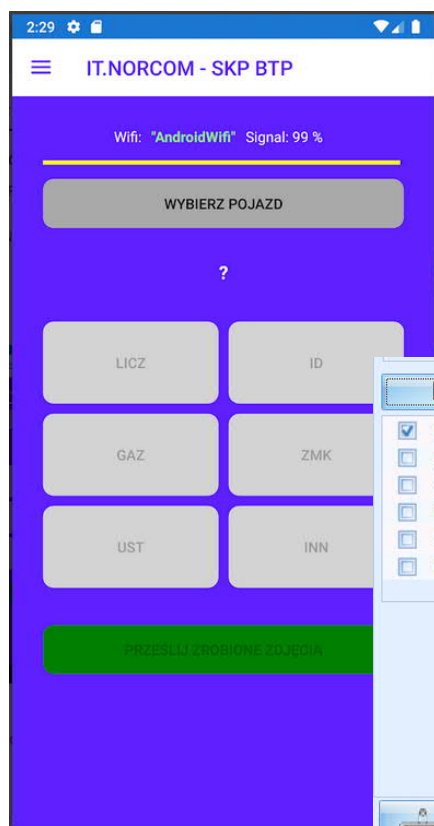 2:29
IT.NORCOM - SKP BTP
Wifi: "AndroidWifi" Signal: 99 %
WYBIERZ POJAZD
?
LICZ ID
GAZ ZMK
UST INN
PRZEŚLIJ ZROBIONE ZDJĘCIA